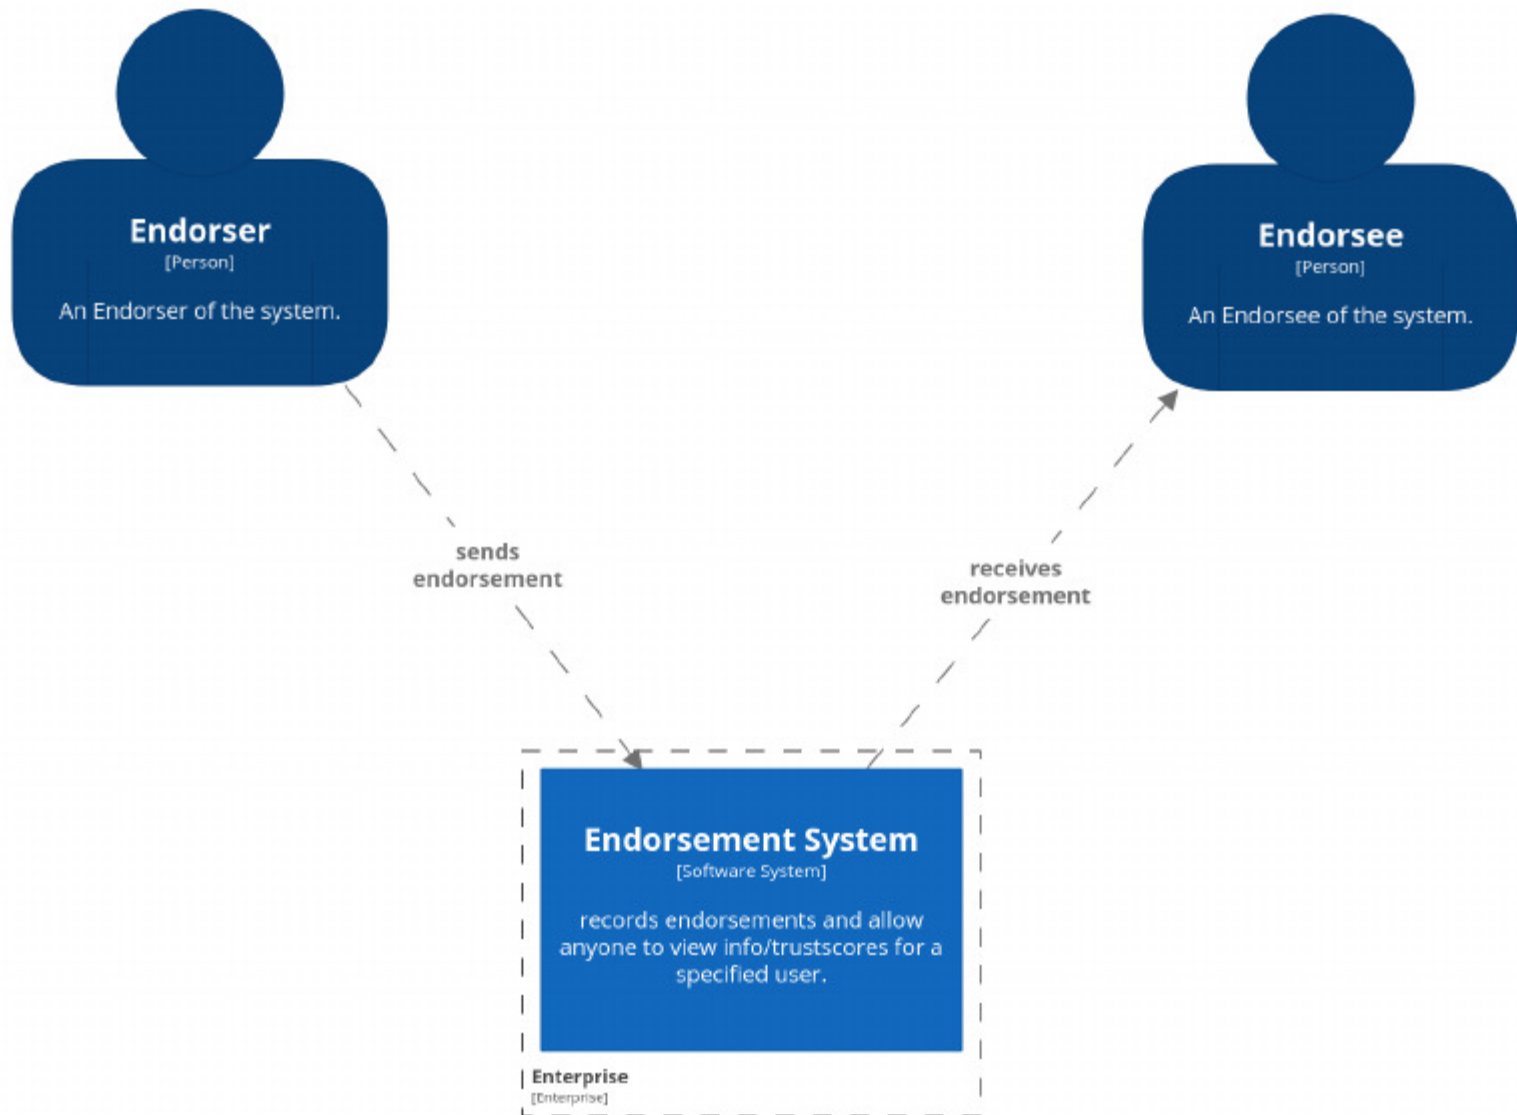 Endorser
[Person]
An Endorser of the system.
Endorsee
[Person]
An Endorsee of the system.
sends
endorsement
receives
endorsement
Endorsement System
[Software System]
records endorsements and allow
anyone to view info/trustscores for a
specified user.
Enterprise
[Enterprise]